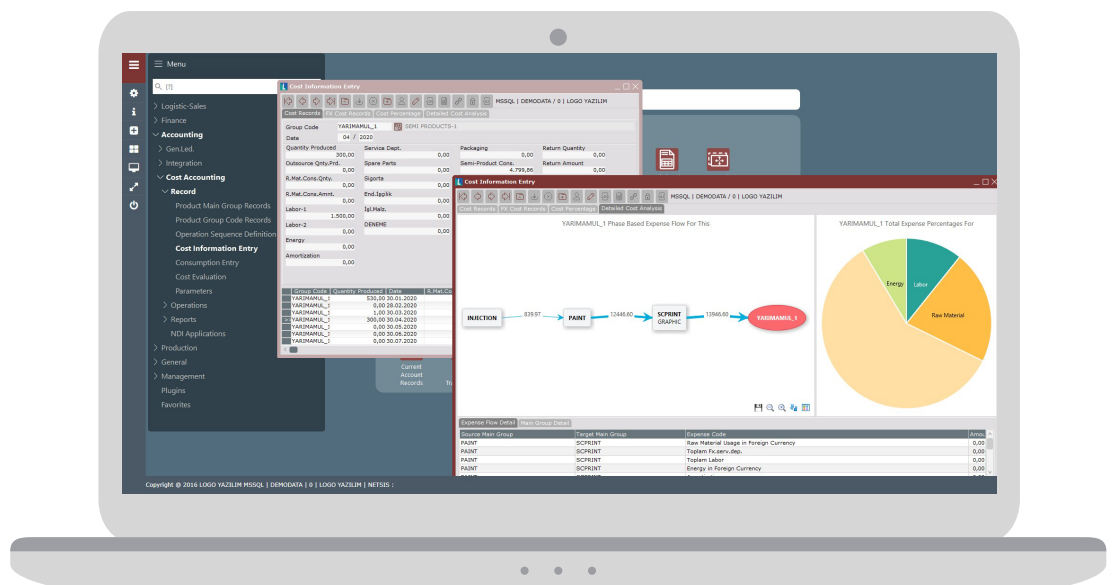 Menu
[?]
Logistic-Sales
Finance
Accounting
Gen.Led.
Integration
Cost Accounting
Record
Product Main Group Records
Product Group Code Records
Operation Sequence Definition
Cost Information Entry
Consumption Entry
Cost Evaluation
Parameters
Operations
Reports
NDI Applications
Production
General
Management
Plugins
Favorites
Current
Account
Records
Cost Information Entry
MSSQL | DEMODATA / 0 | LOGO YAZILIM
Cost Records FX Cost Records Cost Percentage Detailed Cost Analysis
Group Code YARIMAMUL_1 SEMI PRODUCTS-1
Date 04 / 2020
Quantity Produced Service Dept. Packaging Return Quantity
300,00 0,00 0,00 0,00
Outsource Qnty.Prd. Spare Parts Semi-Product Cons. Return Amount
0,00 0,00 4.799,86 0,00
R.Mat.Cons.Qnty. Sigorta
0,00 0,00
R.Mat.Cons.Amnt. End.Igplik
0,00 0,00
Labor-1 Igl.Malz.
1.500,00 0,00
Labor-2 DENEME
0,00 0,00
Energy
0,00
Amortization
0,00
Group Code Quantity Produced Date R.Mat.Co
YARIMAMUL_1 530,00 30.01.2020
YARIMAMUL_1 0,00 28.02.2020
YARIMAMUL_1 1,00 30.03.2020
YARIMAMUL_1 300,00 30.04.2020
YARIMAMUL_1 0,00 30.05.2020
YARIMAMUL_1 0,00 30.06.2020
YARIMAMUL_1 0,00 30.07.2020
Cost Information Entry
MSSQL | DEMODATA / 0 | LOGO YAZILIM
Cost Records FX Cost Records Cost Percentage Detailed Cost Analysis
YARIMAMUL_1 Phase Based Expense Flow For This
YARIMAMUL_1 Total Expense Percentages For
INJECTION 839.97 PAINT 12446.60 SCPRINT GRAPHIC 13946.60 YARIMAMUL_1
Energy
Labor
Raw Material
Expense Flow Detail Main Group Detail
Source Main Group Target Main Group Expense Code Amou
PAINT SCPRINT Raw Material Usage in Foreign Currency 0,00
PAINT SCPRINT Toplam Fx.serv.dep. 0,00
PAINT SCPRINT Toplam Labor 0,00
PAINT SCPRINT Energy in Foreign Currency 0,00
Copyright @ 2016 LOGO YAZILIM MSSQL | DEMODATA | 0 | LOGO YAZILIM | NETSIS :